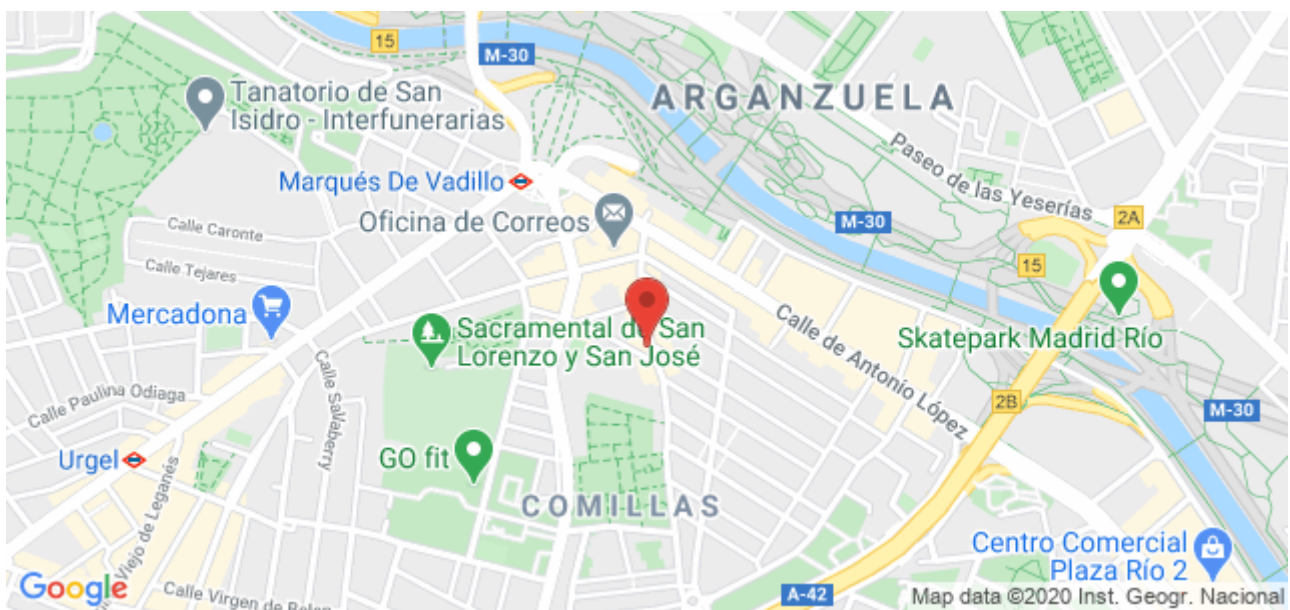 15
M-30
ARGANZUELA
Tanatorio de San
Isidro - Interfunerarias
Paseo de las Yeserías
Marqués De Vadillo
Oficina de Correos
M-30
2A
Calle Caronte
Calle Tejares
15
Mercadona
Sacramental de San
Lorenzo y San José
Calle de Antonio López
Skatepark Madrid Río
Calle Paulina Odiaga
Calle Salvaberry
2B
M-30
Urgel
GO fit
COMILLAS
Viejo de Leganés
Centro Comercial
Plaza Río 2
Google
Calle Virgen de
A-42
Map data ©2020 Inst. Geogr. Nacional